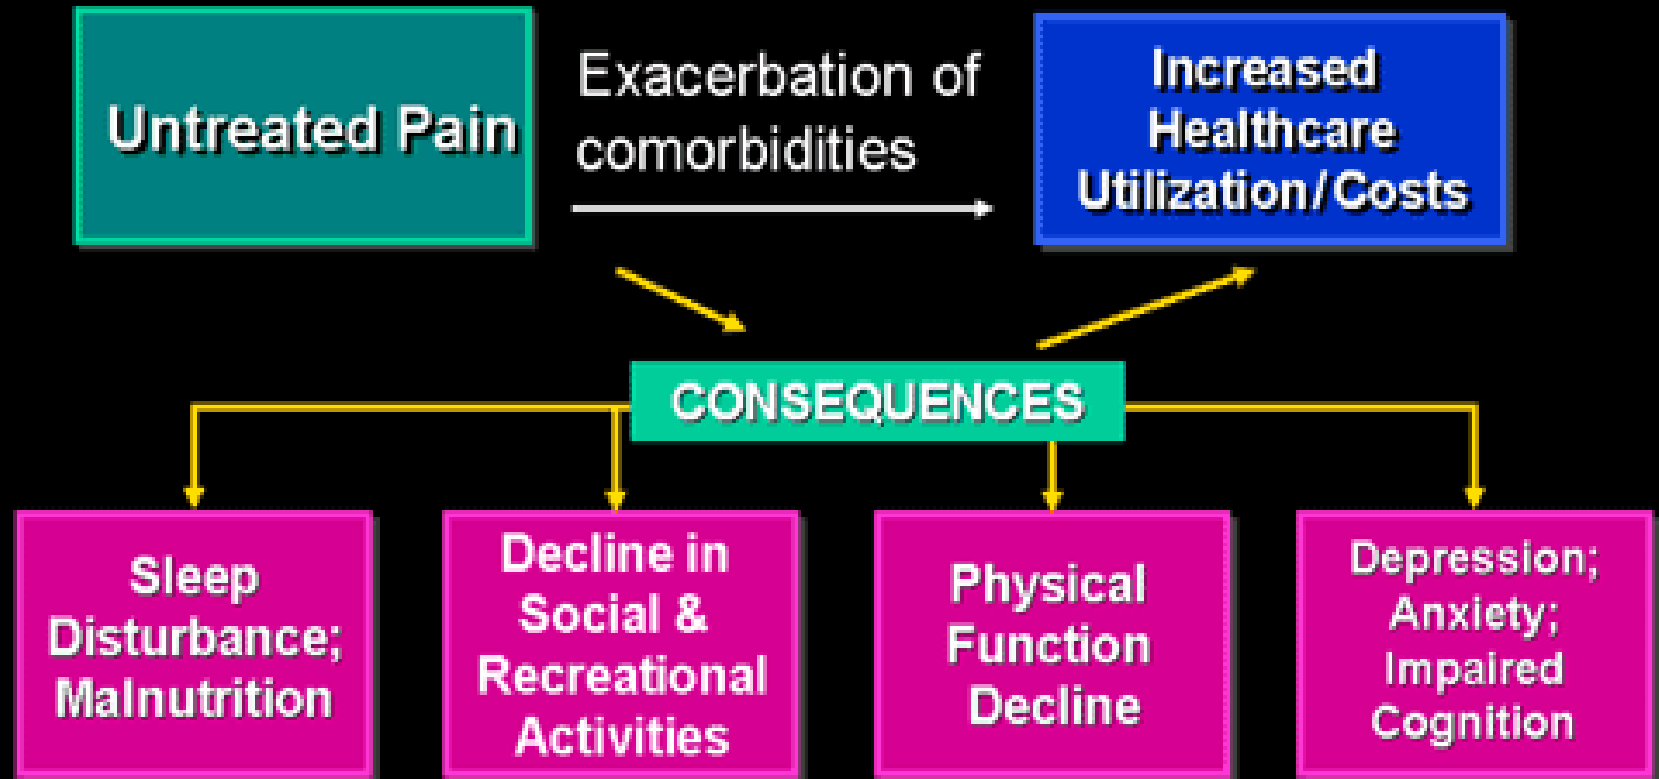 Untreated Pain
Exacerbation of
comorbidities
Increased
Healthcare
Utilization/Costs
CONSEQUENCES
Sleep
Disturbance;
Malnutrition
Decline in
Social &
Recreational
Activities
Physical
Function
Decline
Depression;
Anxiety;
Impaired
Cognition